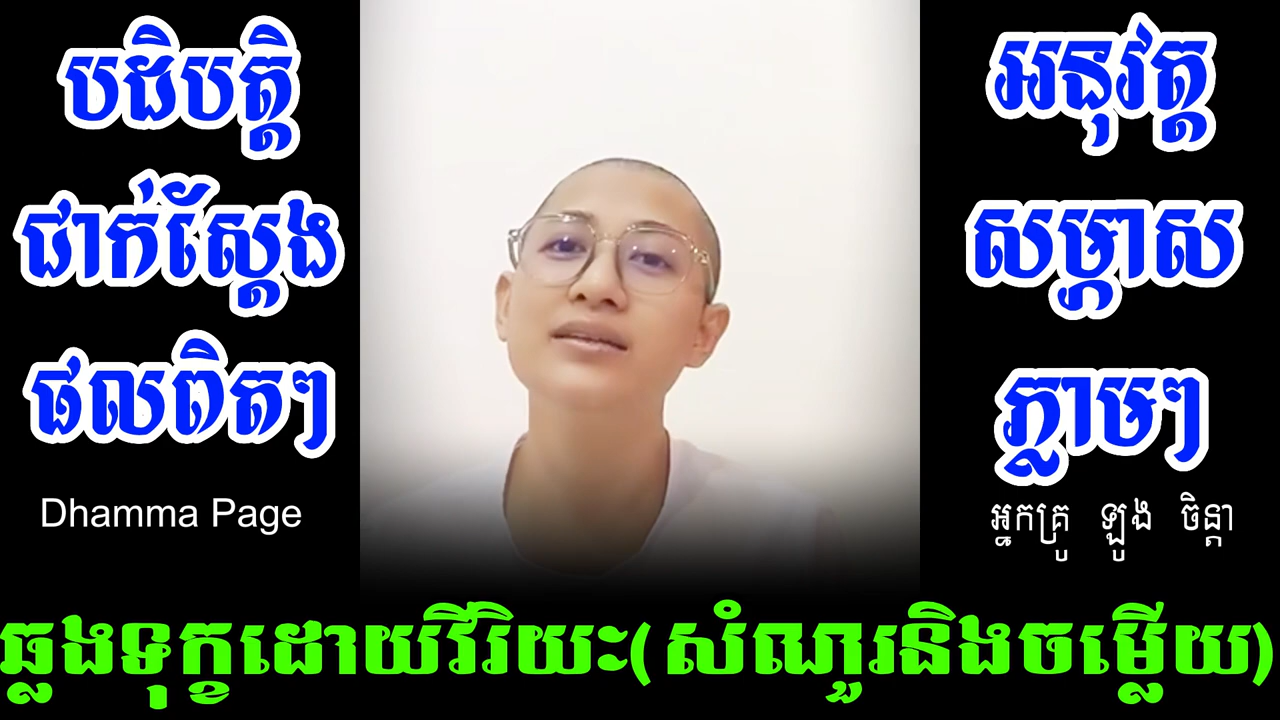 បដិបត្តិ
ជាក់ស្តែង
ផលពិតៗ
Dhamma Page
អនុវត្ត
សម្ភាស
ភ្លាមៗ
អ្នកគ្រូ ឡុង ចិន្តា
ឆ្លងទុក្ខដោយវីរិយៈ(សំណួរនិងចម្លើយ)